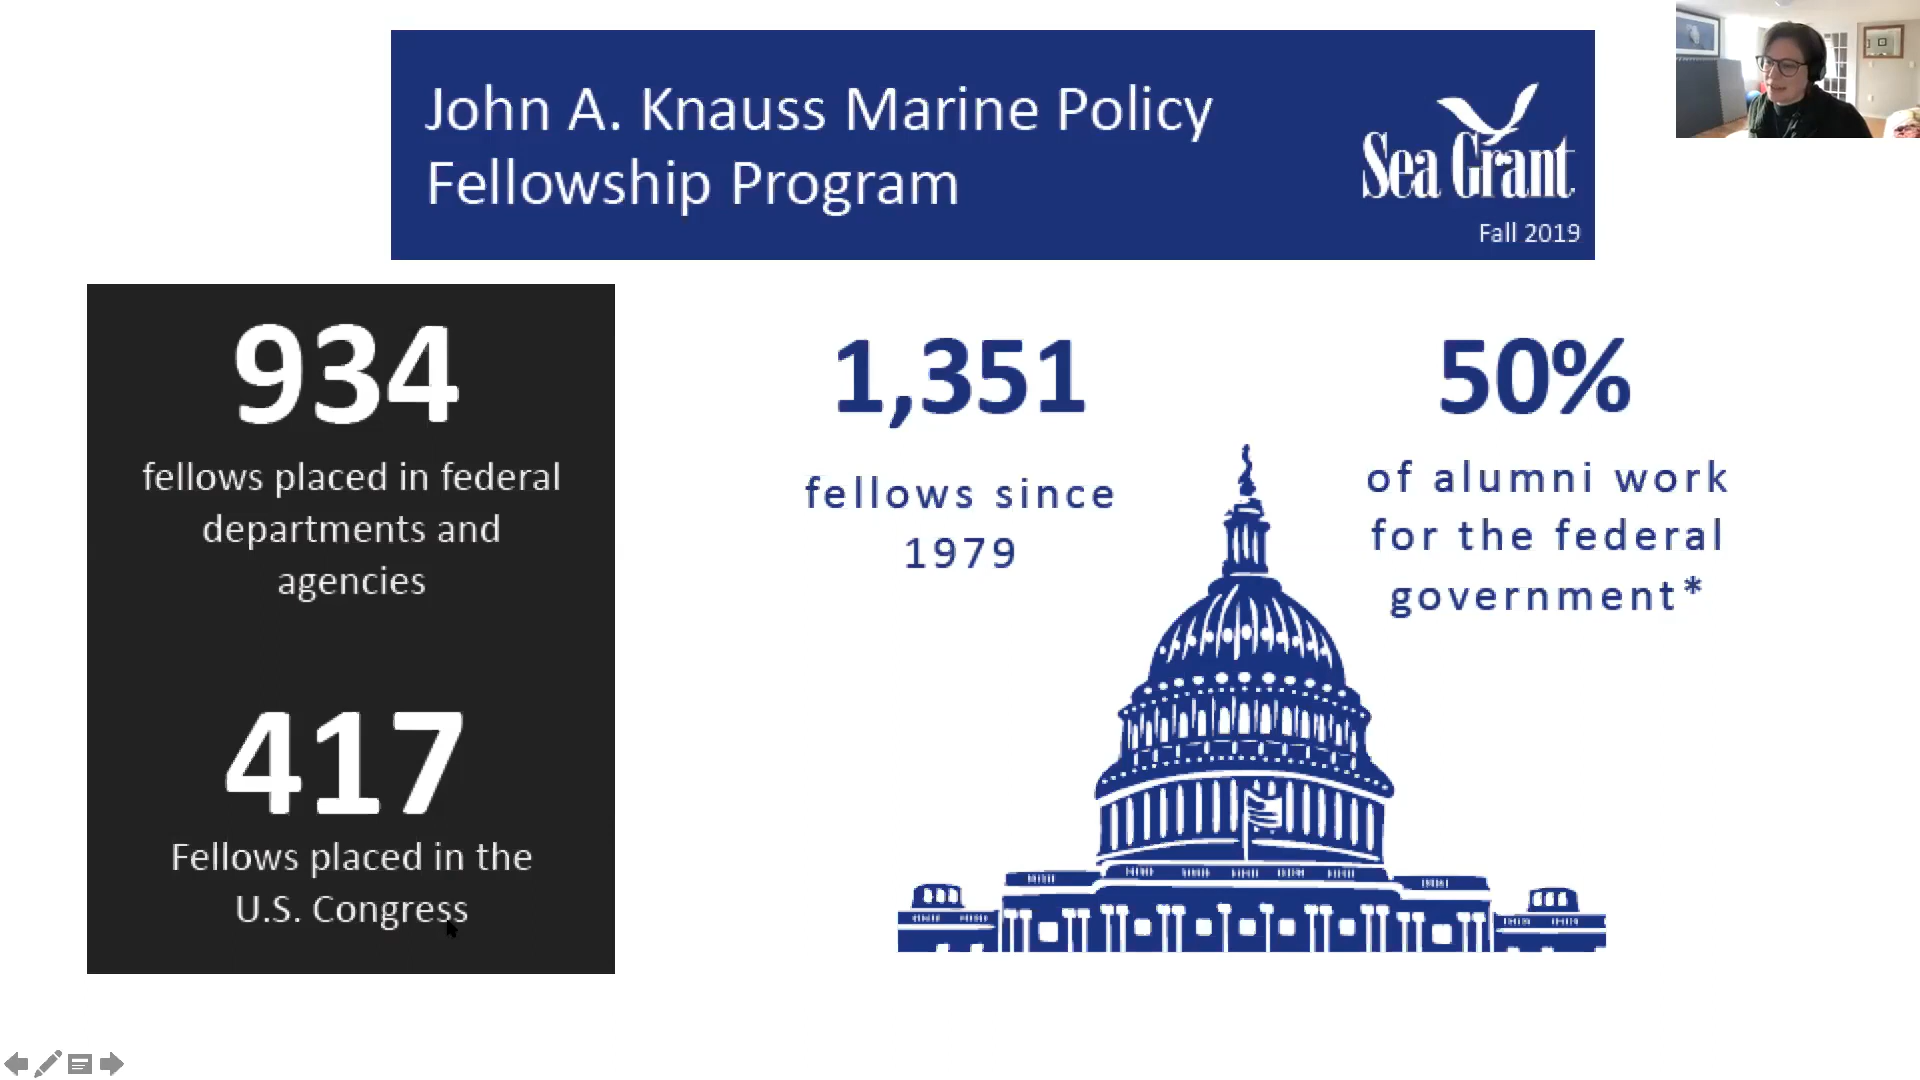 John A. Knauss Marine Policy
Fellowship Program
Sea Grant
Fall 2019
934
fellows placed in federal
departments and
agencies
417
Fellows placed in the
U.S. Congress
1,351
fellows since
1979
50%
of alumni work
for the federal
government*